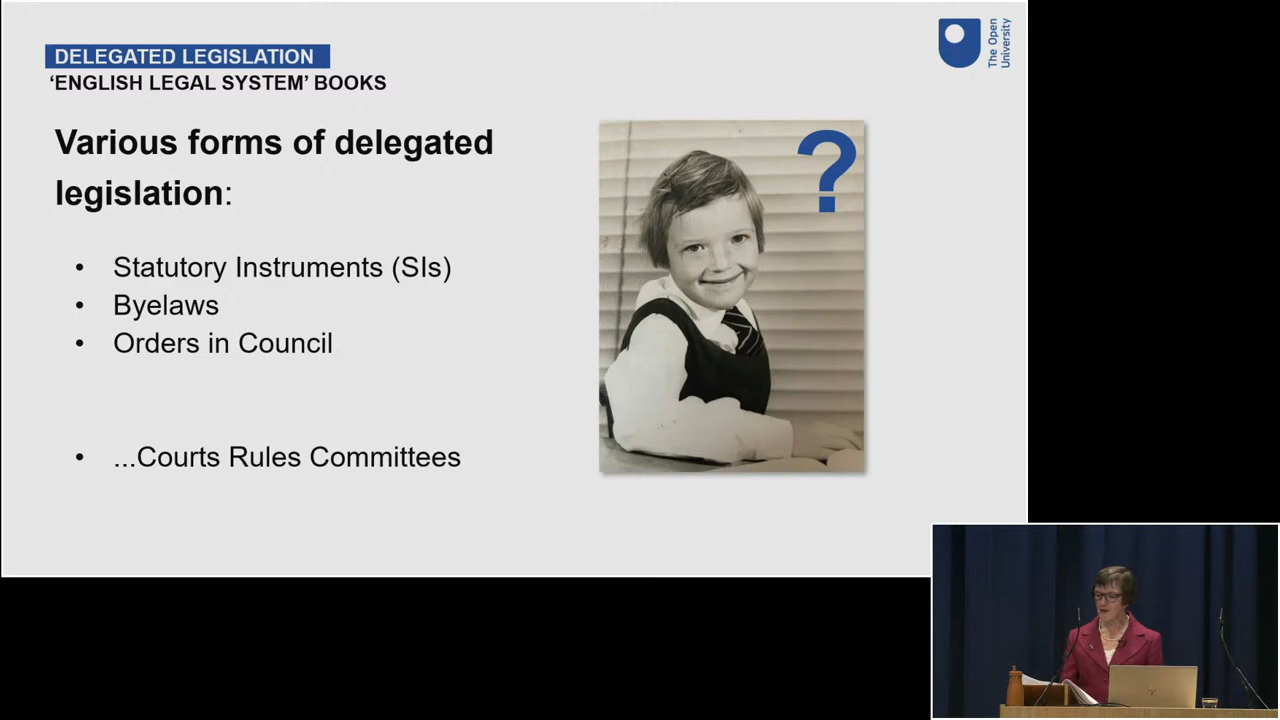 DELEGATED LEGISLATION
‘ENGLISH LEGAL SYSTEM’ BOOKS
The Open
University
Various forms of delegated
legislation:
?
• Statutory Instruments (SIs)
• Byelaws
• Orders in Council
• ...Courts Rules Committees